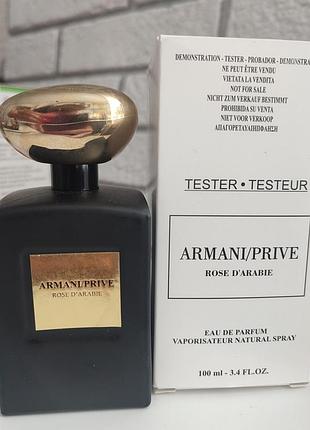 ARMANI/PRIVE
ROSE D'ARABIE
DEMONSTRATION - TESTER - PROBADOR - DEMONSTRA
NE PEUT ÊTRE VENDU
VIETATA LA VENDITA
NOT FOR SALE
NICHT ZUM VERKAUF BESTIMMT
PROHIBIDA SU VENTA
NIET VOOR VERKOOP
ΑΠΑΓΟΡΕΤΑΥΑΙΗΦΙΑΗΣΗ
TESTER • TESTEUR
ARMANI/PRIVE
ROSE D'ARABIE
EAU DE PARFUM
VAPORISATEUR NATURAL SPRAY
100 ml - 3.4 FL.OZ.